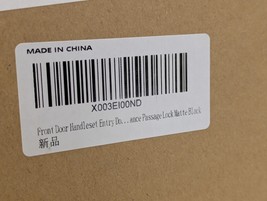 MADE IN CHINA
X003EI00ND
Front Door Handleset Entry Do...ance Passage Lock Matte Black
新品